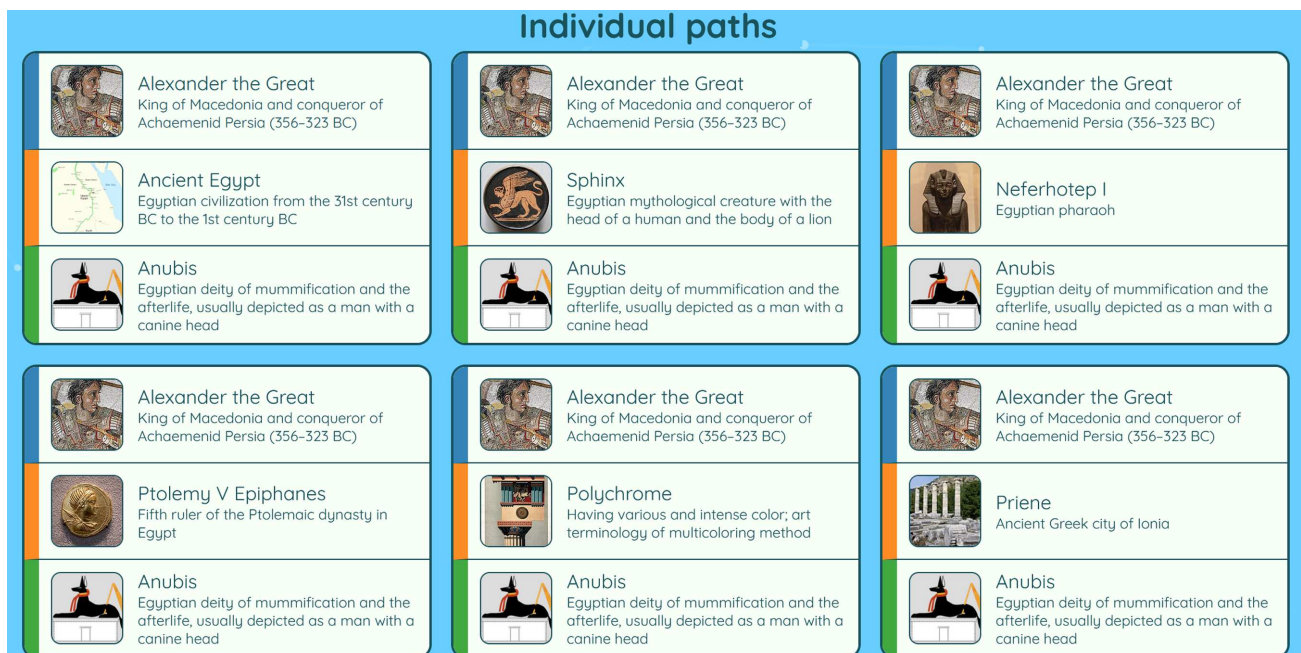 Individual paths
Alexander the Great
King of Macedonia and conqueror of
Achaemenid Persia (356–323 BC)
Ancient Egypt
Egyptian civilization from the 31st century
BC to the 1st century BC
Anubis
Egyptian deity of mummification and the
afterlife, usually depicted as a man with a
canine head
Alexander the Great
King of Macedonia and conqueror of
Achaemenid Persia (356–323 BC)
Sphinx
Egyptian mythological creature with the
head of a human and the body of a lion
Anubis
Egyptian deity of mummification and the
afterlife, usually depicted as a man with a
canine head
Alexander the Great
King of Macedonia and conqueror of
Achaemenid Persia (356–323 BC)
Neferhotep I
Egyptian pharaoh
Anubis
Egyptian deity of mummification and the
afterlife, usually depicted as a man with a
canine head
Alexander the Great
King of Macedonia and conqueror of
Achaemenid Persia (356–323 BC)
Ptolemy V Epiphanes
Fifth ruler of the Ptolemaic dynasty in
Egypt
Anubis
Egyptian deity of mummification and the
afterlife, usually depicted as a man with a
canine head
Alexander the Great
King of Macedonia and conqueror of
Achaemenid Persia (356–323 BC)
Polychrome
Having various and intense color; art
terminology of multicoloring method
Anubis
Egyptian deity of mummification and the
afterlife, usually depicted as a man with a
canine head
Alexander the Great
King of Macedonia and conqueror of
Achaemenid Persia (356–323 BC)
Priene
Ancient Greek city of Ionia
Anubis
Egyptian deity of mummification and the
afterlife, usually depicted as a man with a
canine head